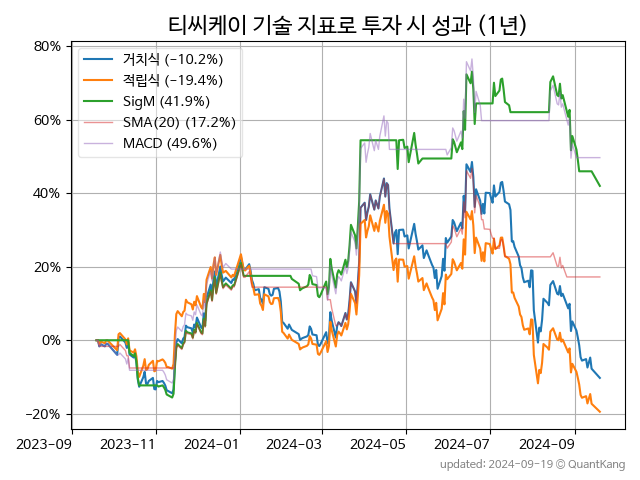 티씨케이 기술 지표로 투자 시 성과 (1년)
80%
60%
40%
20%
0%
−20%
거치식 (−10.2%)
적립식 (−19.4%)
SigM (41.9%)
SMA(20) (17.2%)
MACD (49.6%)
2023-09
2023-11
2024-01
2024-03
2024-05
2024-07
2024-09
updated: 2024-09-19 © QuantKang